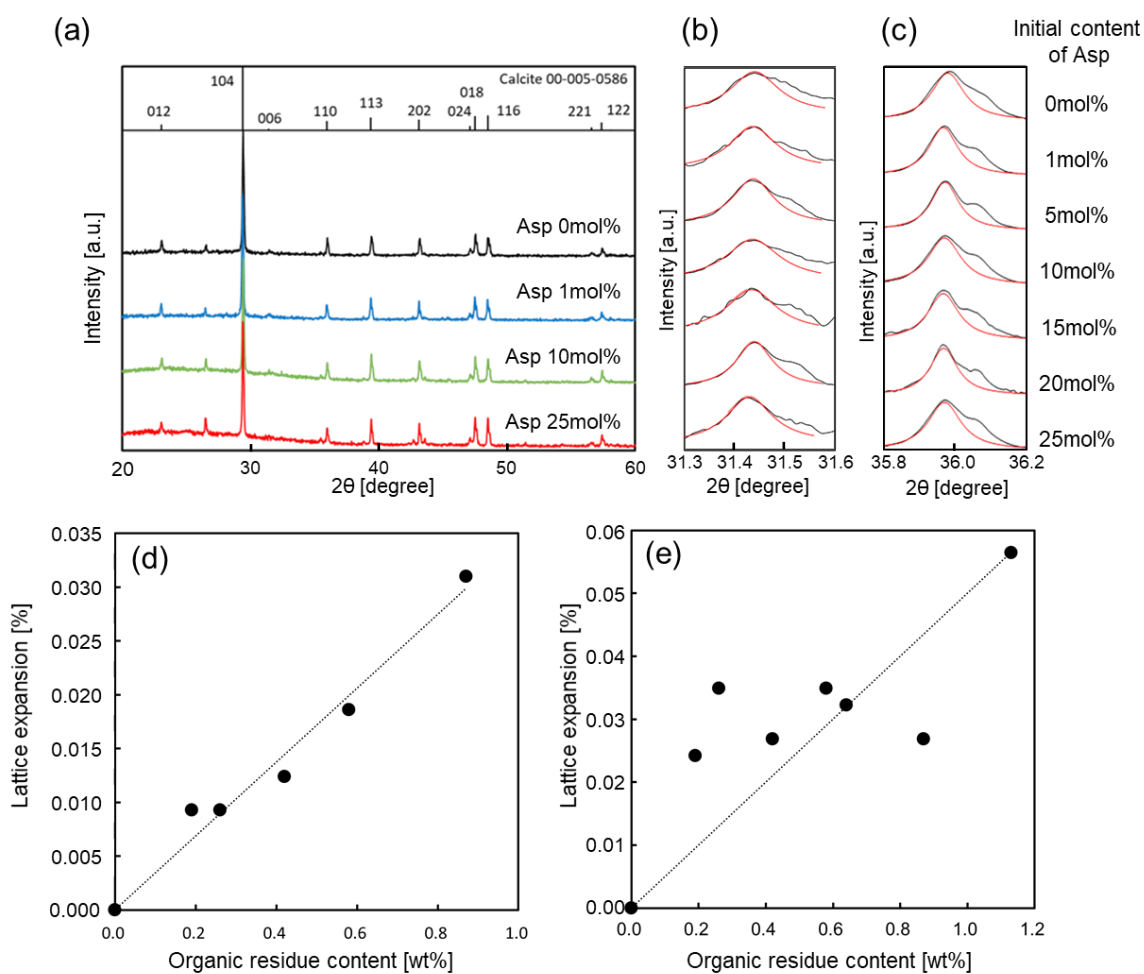 (a)
Calcite 00-005-0586
104
012
006
110
113
202
024
018
116
221
122
Asp 0mol%
Asp 1mol%
Asp 10mol%
Asp 25mol%
Intensity [a.u.]
20 30 40 50 60
2θ [degree]
(b)
Intensity [a.u.]
31.3 31.4 31.5 31.6
2θ [degree]
(c)
Intensity [a.u.]
35.8 36.0 36.2
2θ [degree]
Initial content
of Asp
0mol%
1mol%
5mol%
10mol%
15mol%
20mol%
25mol%
(d)
Lattice expansion [%]
0.035
0.030
0.025
0.020
0.015
0.010
0.005
0.000
0.0 0.2 0.4 0.6 0.8 1.0
Organic residue content [wt%]
(e)
Lattice expansion [%]
0.06
0.05
0.04
0.03
0.02
0.01
0.00
0.0 0.2 0.4 0.6 0.8 1.0 1.2
Organic residue content [wt%]